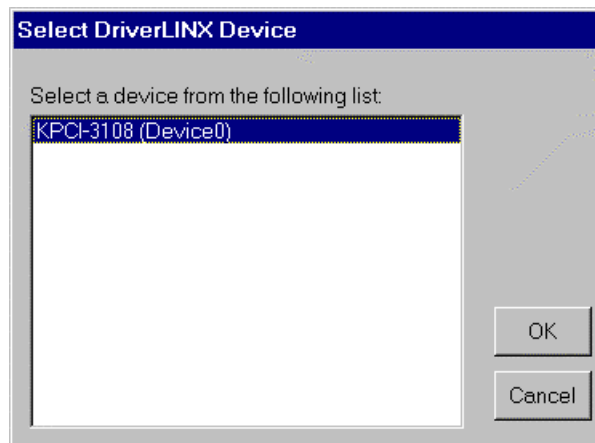 Select DriverLINX Device
Select a device from the following list:
KPCI-3108 (Device0)
OK
Cancel